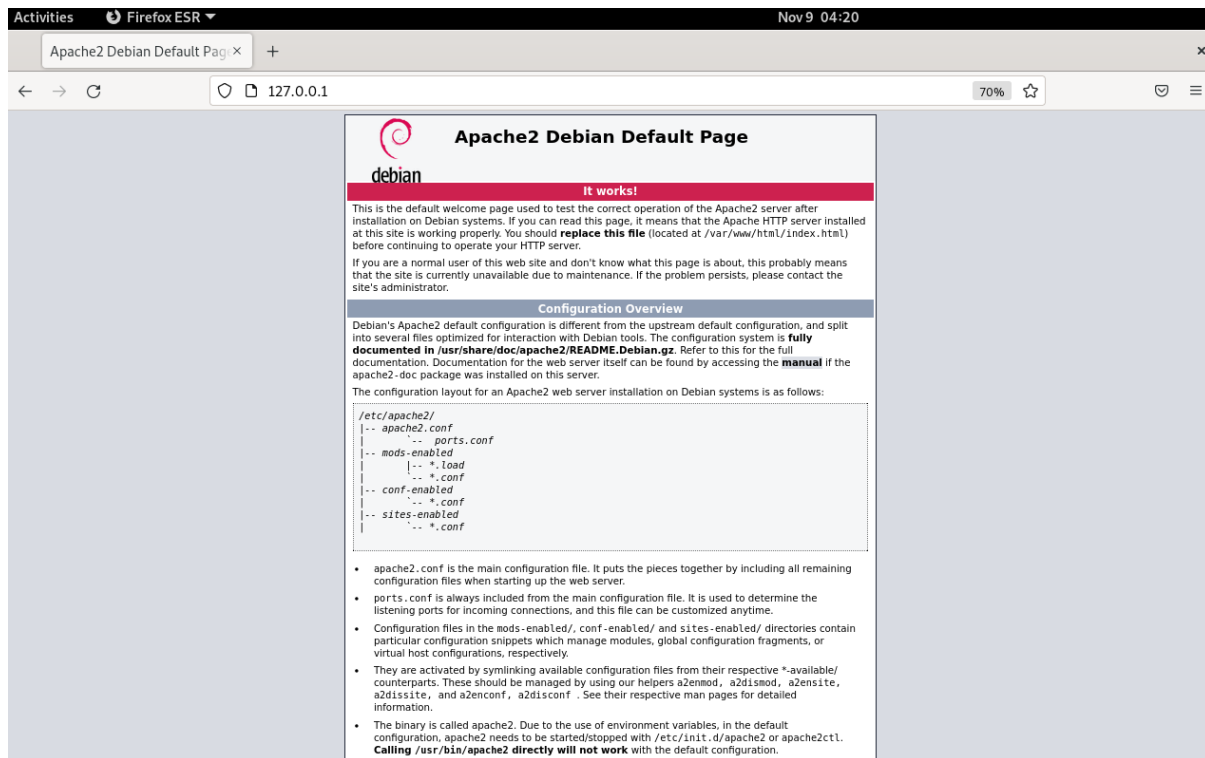 Activities Firefox ESR Nov 9 04:20
Apache2 Debian Default Pag × + ×
127.0.0.1 70%
debian
Apache2 Debian Default Page
It works!
This is the default welcome page used to test the correct operation of the Apache2 server after
installation on Debian systems. If you can read this page, it means that the Apache HTTP server installed
at this site is working properly. You should replace this file (located at /var/www/html/index.html)
before continuing to operate your HTTP server.
If you are a normal user of this web site and don't know what this page is about, this probably means
that the site is currently unavailable due to maintenance. If the problem persists, please contact the
site's administrator.
Configuration Overview
Debian's Apache2 default configuration is different from the upstream default configuration, and split
into several files optimized for interaction with Debian tools. The configuration system is fully
documented in /usr/share/doc/apache2/README.Debian.gz. Refer to this for the full
documentation. Documentation for the web server itself can be found by accessing the manual if the
apache2-doc package was installed on this server.
The configuration layout for an Apache2 web server installation on Debian systems is as follows:
/etc/apache2/
|-- apache2.conf
|       `--  ports.conf
|-- mods-enabled
|       |-- *.load
|       `-- *.conf
|-- conf-enabled
|       `-- *.conf
|-- sites-enabled
|       `-- *.conf
• apache2.conf is the main configuration file. It puts the pieces together by including all remaining
configuration files when starting up the web server.
• ports.conf is always included from the main configuration file. It is used to determine the
listening ports for incoming connections, and this file can be customized anytime.
• Configuration files in the mods-enabled/, conf-enabled/ and sites-enabled/ directories contain
particular configuration snippets which manage modules, global configuration fragments, or
virtual host configurations, respectively.
• They are activated by symlinking available configuration files from their respective *-available/
counterparts. These should be managed by using our helpers a2enmod, a2dismod, a2ensite,
a2dissite, and a2enconf, a2disconf . See their respective man pages for detailed
information.
• The binary is called apache2. Due to the use of environment variables, in the default
configuration, apache2 needs to be started/stopped with /etc/init.d/apache2 or apache2ctl.
Calling /usr/bin/apache2 directly will not work with the default configuration.